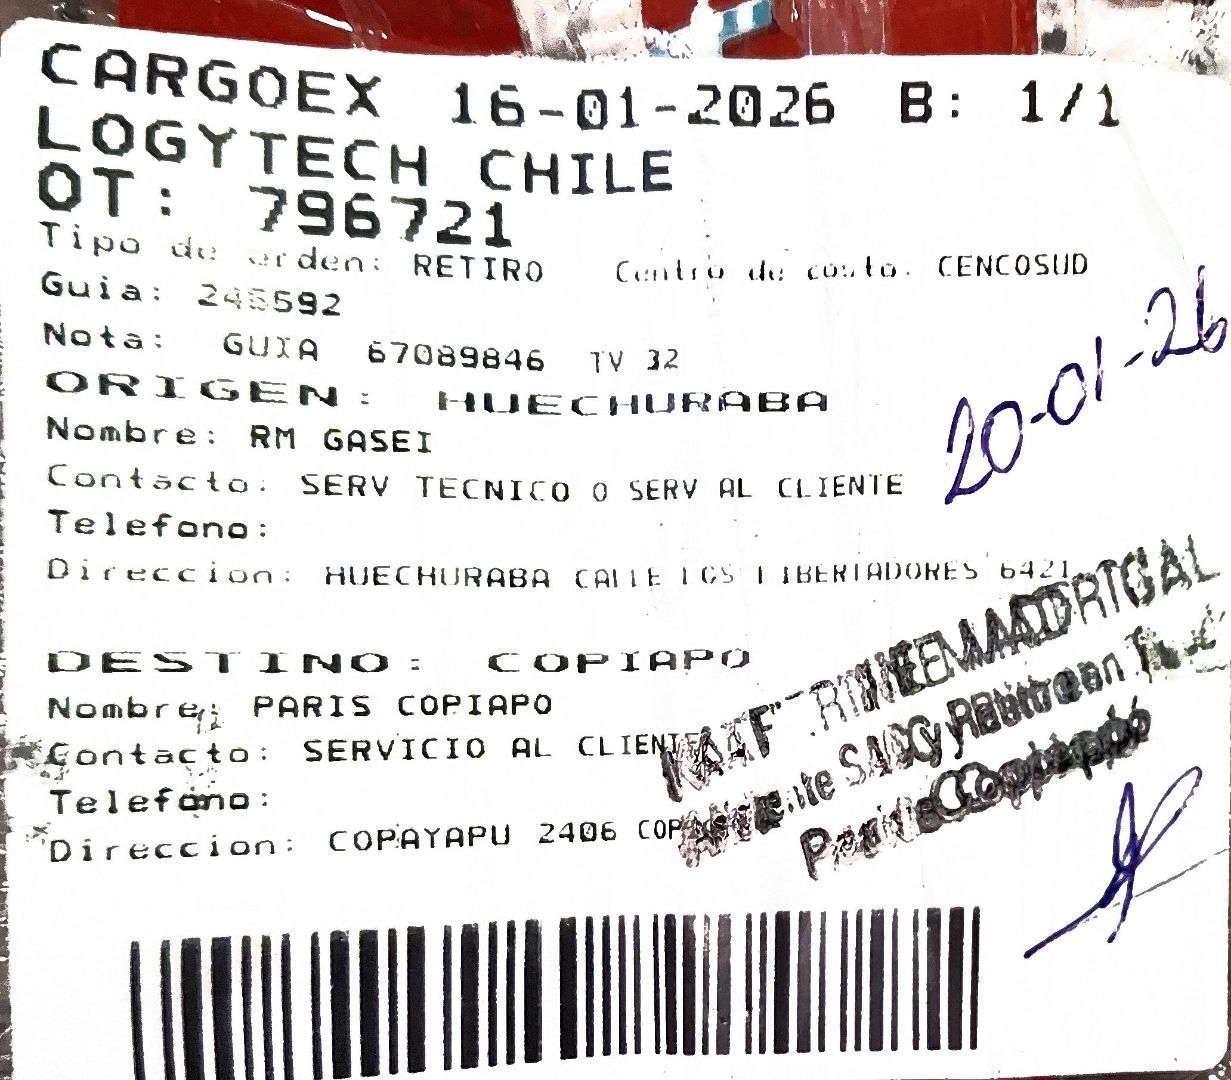 CARGOEX 16-01-2026 B: 1/1
LOGYTECH CHILE
OT: 796721
Tipo de orden: RETIRO Centro de costo. CENCOSUD
Guia: 245592
Nota: GUIA 67089846 TV 32
ORIGEN: HUECHURABA
Nombre: RM GASEI
Contacto: SERV TECNICO O SERV AL CLIENTE
Telefono:
Direccion: HUECHURABA CALLE LOS LIBERTADORES 6421
20-01-26
DESTINO: COPIAPO
Nombre: PARIS COPIAPO
Contacto: SERVICIO AL CLIENTE
Telefono:
Direccion: COPAYAPU 2406
MADRIGAL
Copiapó